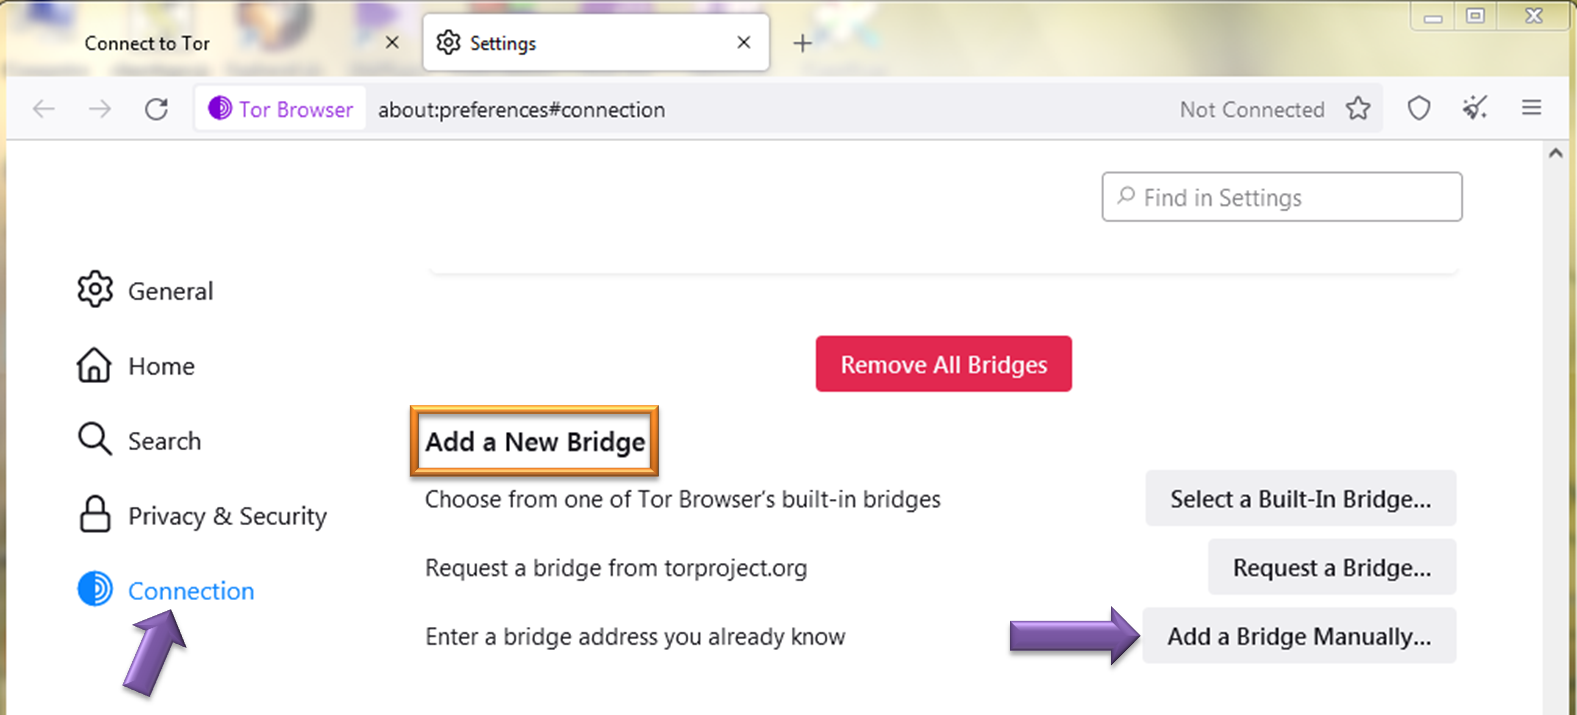 Connect to Tor
Settings
Tor Browser
about:preferences#connection
Not Connected
Find in Settings
General
Home
Remove All Bridges
Search
Add a New Bridge
Choose from one of Tor Browser's built-in bridges
Select a Built-In Bridge...
Privacy & Security
Request a bridge from torproject.org
Request a Bridge...
Connection
Enter a bridge address you already know
Add a Bridge Manually...